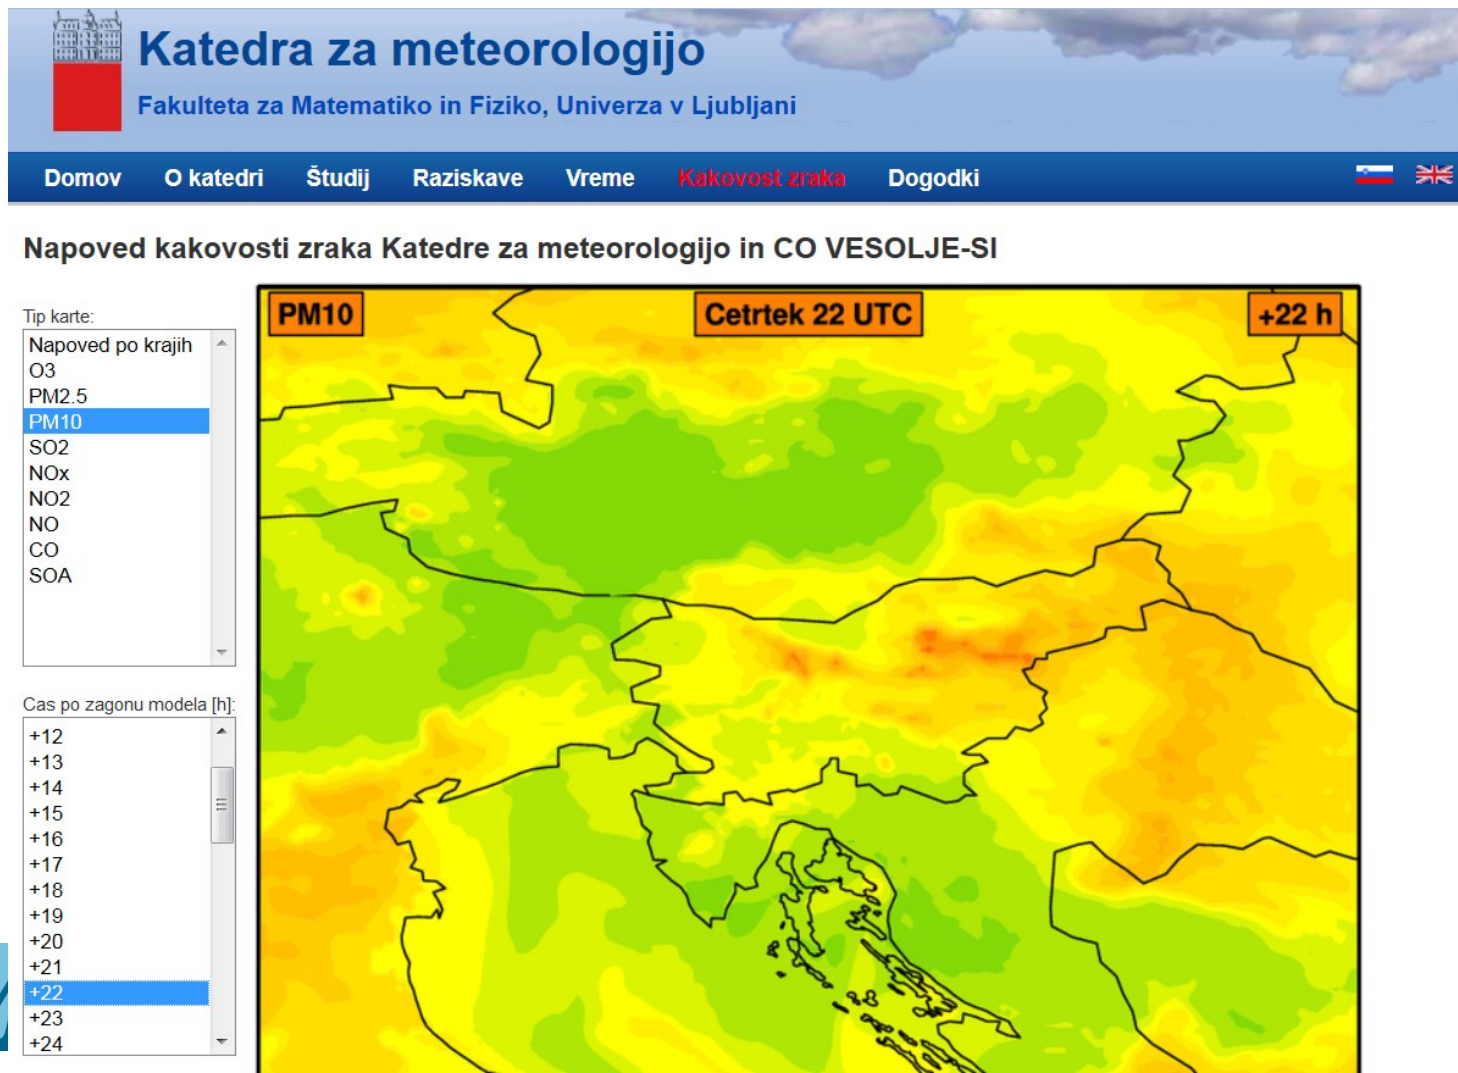 Katedra za meteorologijo
Fakulteta za Matematiko in Fiziko, Univerza v Ljubljani
Domov O katedri Študij Raziskave Vreme Kakovost zraka Dogodki
Napoved kakovosti zraka Katedre za meteorologijo in CO VESOLJE-SI
Tip karte:
Napoved po krajih
O3
PM2.5
PM10
SO2
NOx
NO2
NO
CO
SOA
Cas po zagonu modela [h]:
+12
+13
+14
+15
+16
+17
+18
+19
+20
+21
+22
+23
+24
PM10 Cetrtek 22 UTC +22 h